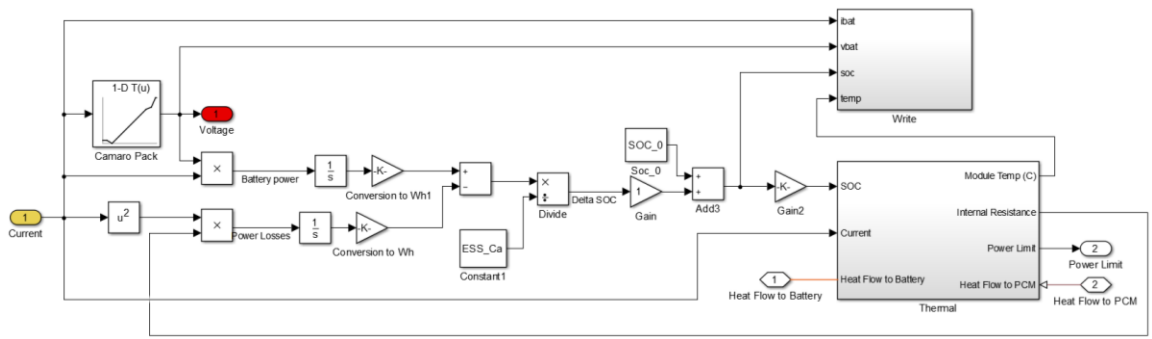 ibat
vbat
soc
temp
Write
1-D T(u)
Camaro Pack
1
Voltage
×
Battery power
1
s
-K-
Conversion to Wh1
+
−
×
÷
Divide
Delta SOC
SOC_0
Soc_0
1
Gain
+
+
Add3
-K-
Gain2
SOC
Module Temp (C)
Internal Resistance
Current
Power Limit
Heat Flow to Battery
Heat Flow to PCM
Thermal
2
Power Limit
1
Heat Flow to Battery
2
Heat Flow to PCM
1
Current
u²
×
Power Losses
1
s
-K-
Conversion to Wh
ESS_Ca
Constant1